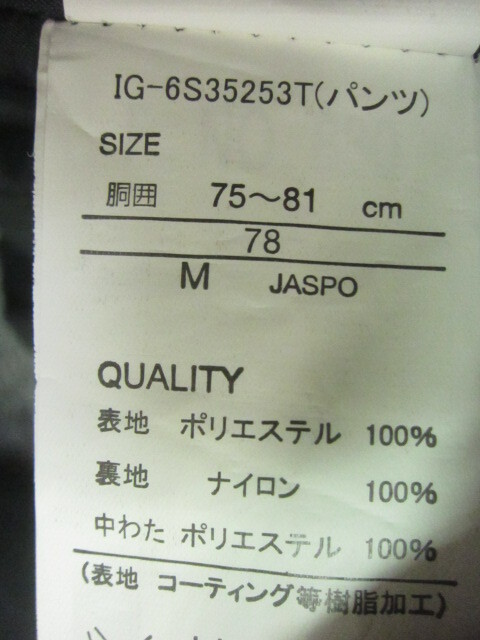 IG-6S35253T(パンツ)
SIZE
胴囲 75～81 cm
78
M JASPO
QUALITY
表地 ポリエステル 100%
裏地 ナイロン 100%
中わた ポリエステル 100%
(表地 コーティング等樹脂加工)